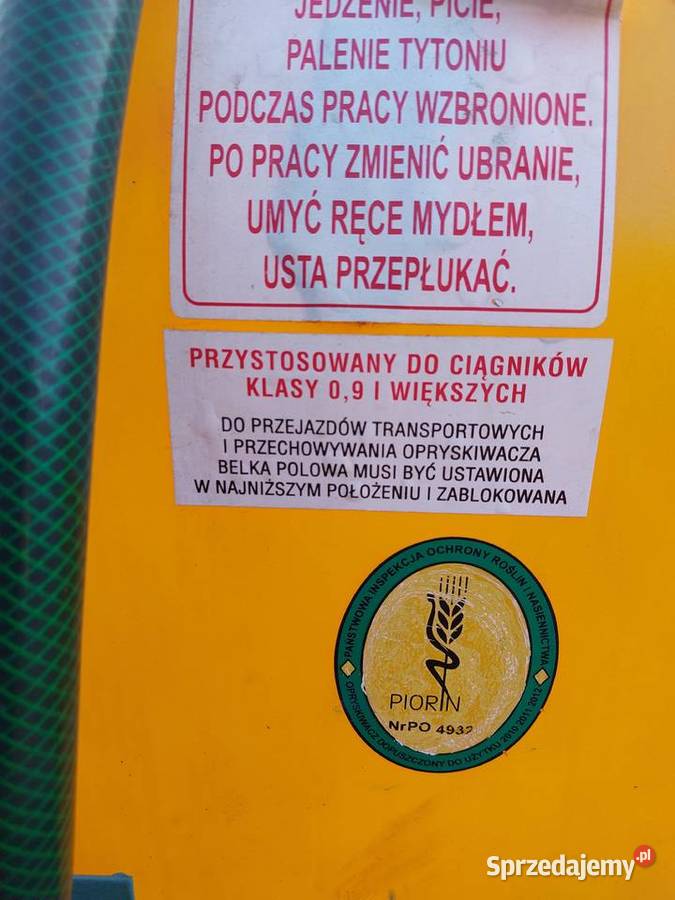 JEDZENIE, PICIE,
PALENIE TYTONIU
PODCZAS PRACY WZBRONIONE.
PO PRACY ZMIENIĆ UBRANIE,
UMYĆ RĘCE MYDŁEM,
USTA PRZEPŁUKAĆ.
PRZYSTOSOWANY DO CIĄGNIKÓW
KLASY 0,9 I WIĘKSZYCH
DO PRZEJAZDÓW TRANSPORTOWYCH
I PRZECHOWYWANIA OPRYSKIWACZA
BELKA POLOWA MUSI BYĆ USTAWIONA
W NAJNIŻSZYM POŁOŻENIU I ZABLOKOWANA
PAŃSTWOWA INSPEKCJA OCHRONY ROŚLIN I NASIENNICTWA
PIORIN
Nr PO 4932
OPRYSKIWACZ DOPUSZCZONY DO UŻYTKU 2010 2011 2012
Sprzedajemy.pl